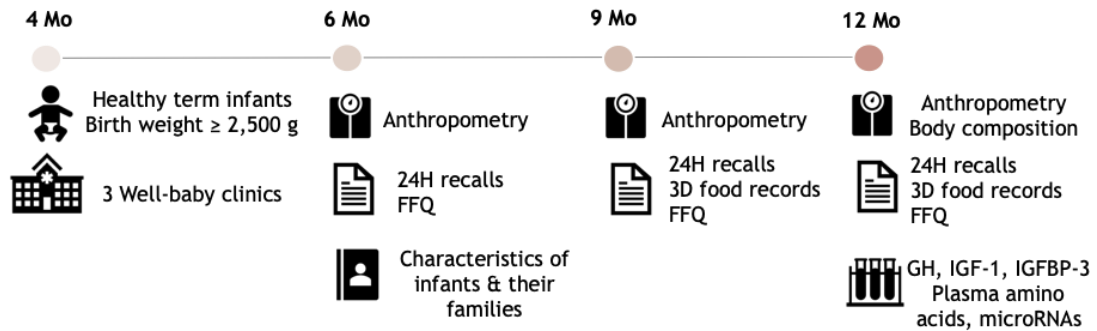 4 Mo
6 Mo
9 Mo
12 Mo
Healthy term infants
Birth weight ≥ 2,500 g
3 Well-baby clinics
Anthropometry
24H recalls
FFQ
Characteristics of
infants & their
families
Anthropometry
24H recalls
3D food records
FFQ
Anthropometry
Body composition
24H recalls
3D food records
FFQ
GH, IGF-1, IGFBP-3
Plasma amino
acids, microRNAs